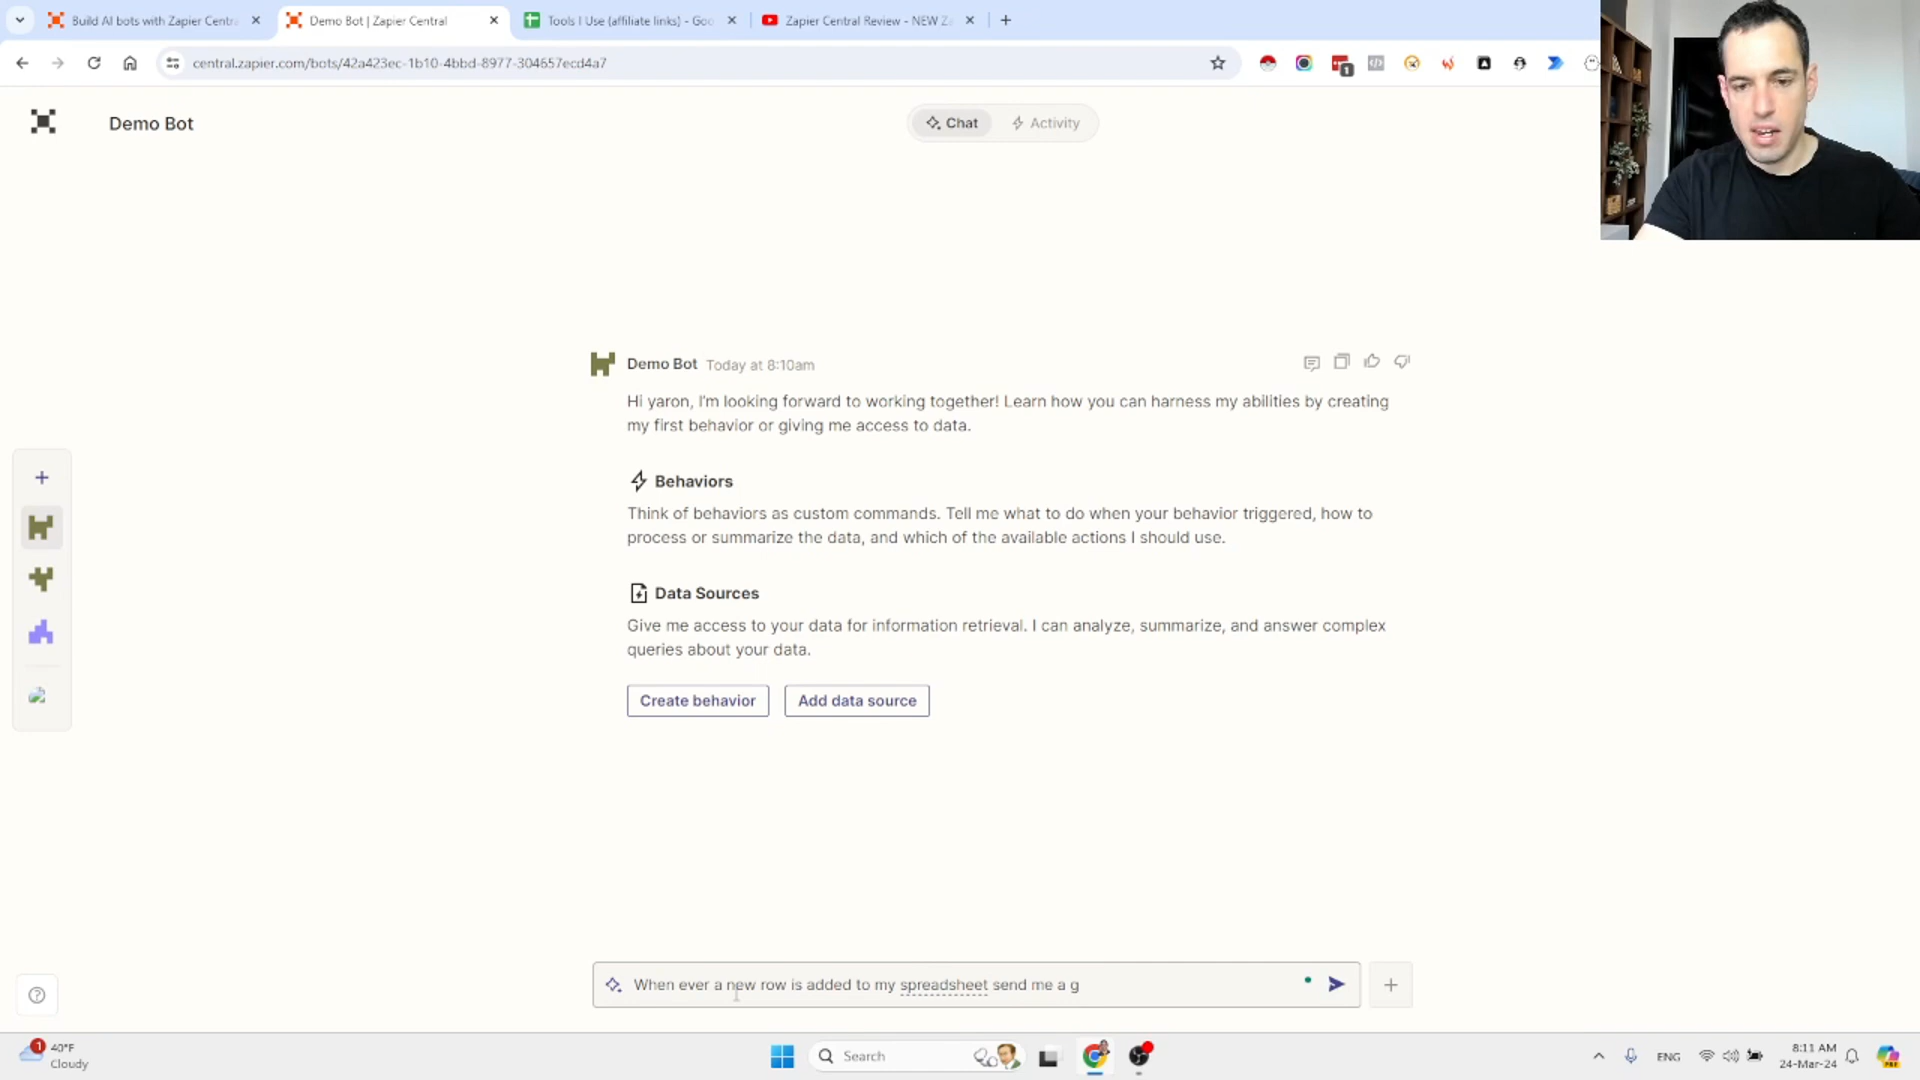 Build AI bots with Zapier Centra
Demo Bot | Zapier Central
Tools I Use (affiliate links) - Goo
Zapier Central Review - NEW Z
central.zapier.com/bots/42a423ec-1b10-4bbd-8977-304657ecd4a7
1
Demo Bot
Chat
Activity
Demo Bot Today at 8:10am
Hi yaron, I'm looking forward to working together! Learn how you can harness my abilities by creating
my first behavior or giving me access to data.
Behaviors
Think of behaviors as custom commands. Tell me what to do when your behavior triggered, how to
process or summarize the data, and which of the available actions I should use.
Data Sources
Give me access to your data for information retrieval. I can analyze, summarize, and answer complex
queries about your data.
Create behavior
Add data source
When ever a new row is added to my spreadsheet send me a g
1
40°F
Cloudy
Search
ENG
8:11 AM
24-Mar-24